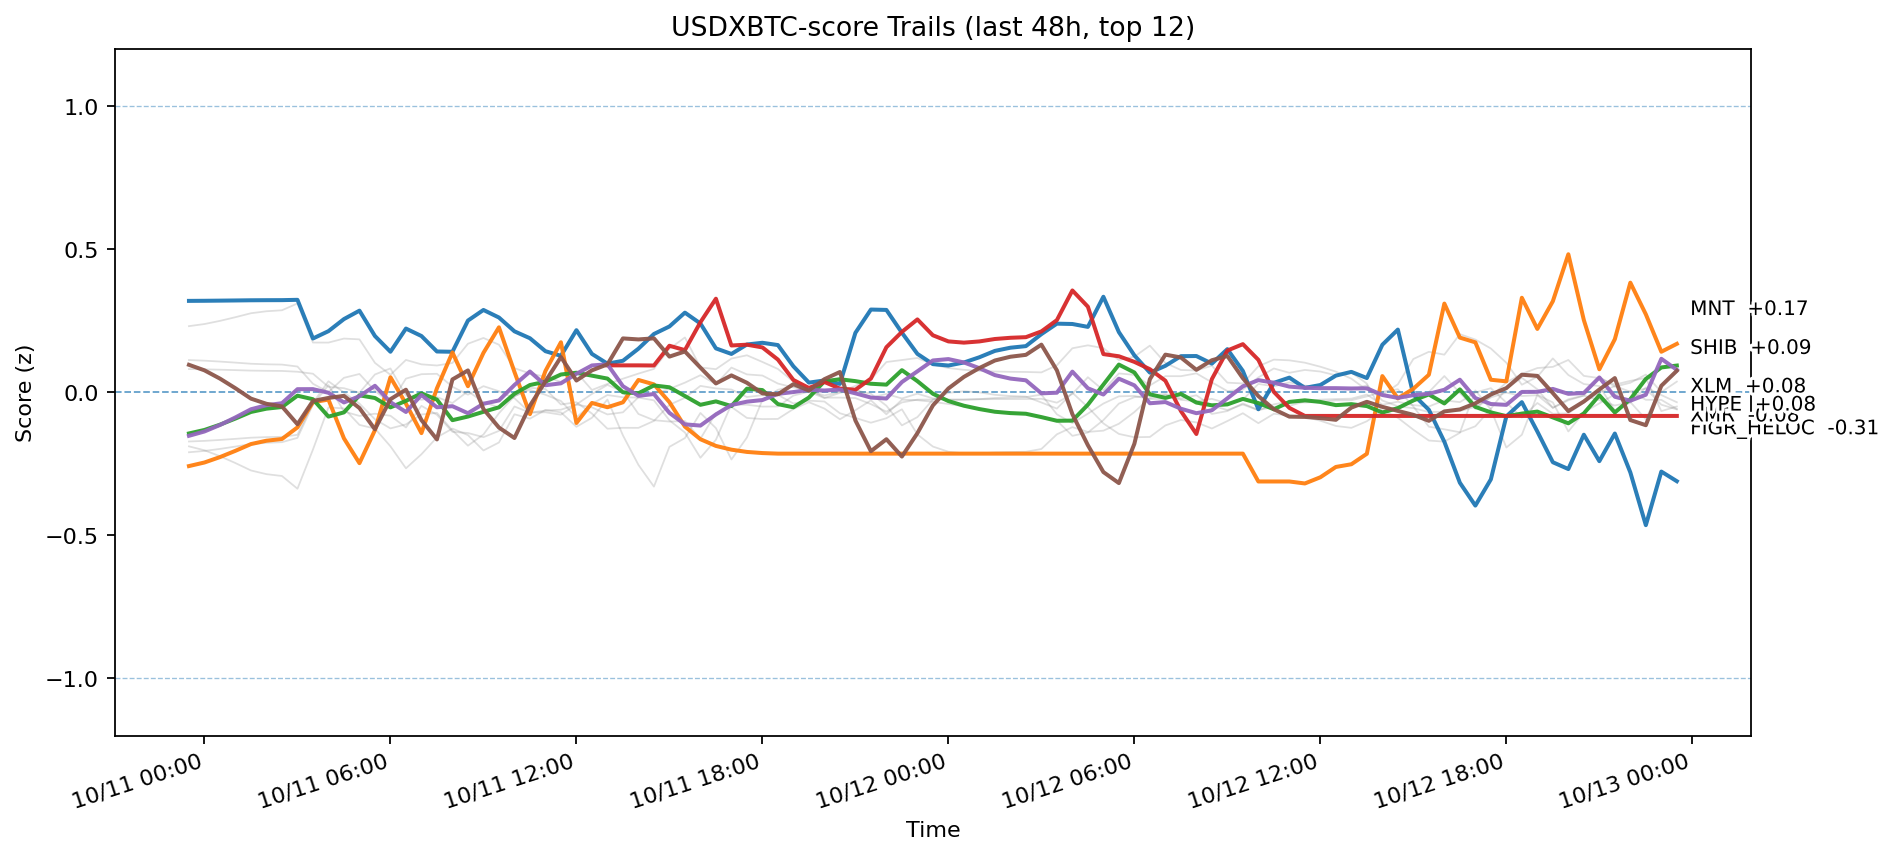 USDXBTC-score Trails (last 48h, top 12)
Score (z)
1.0
0.5
0.0
−0.5
−1.0
MNT +0.17
SHIB +0.09
XLM +0.08
HYPE +0.08
XMR -0.08
FIGR_HELOC -0.31
10/11 00:00
10/11 06:00
10/11 12:00
10/11 18:00
10/12 00:00
10/12 06:00
10/12 12:00
10/12 18:00
10/13 00:00
Time